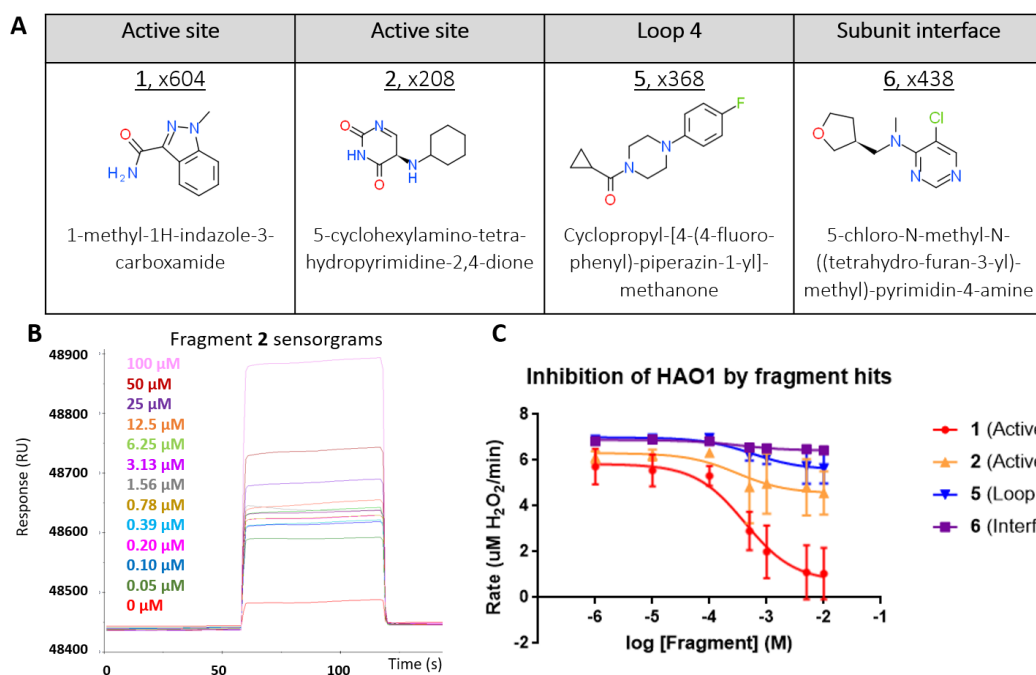 A
Active site
Active site
Loop 4
Subunit interface
1, x604
2, x208
5, x368
6, x438
O
N
N
H2N
O
N
HN
N
H
O
F
N
N
O
O
N
Cl
N
N
1-methyl-1H-indazole-3-
carboxamide
5-cyclohexylamino-tetra-
hydropyrimidine-2,4-dione
Cyclopropyl-[4-(4-fluoro-
phenyl)-piperazin-1-yl]-
methanone
5-chloro-N-methyl-N-
((tetrahydro-furan-3-yl)-
methyl)-pyrimidin-4-amine
B
Fragment 2 sensorgrams
48900
48800
48700
48600
48500
48400
Response (RU)
100 µM
50 µM
25 µM
12.5 µM
6.25 µM
3.13 µM
1.56 µM
0.78 µM
0.39 µM
0.20 µM
0.10 µM
0.05 µM
0 µM
0
50
100
Time (s)
C
Inhibition of HAO1 by fragment hits
8
6
4
2
0
-2
Rate (uM H2O2/min)
-6
-5
-4
-3
-2
-1
log [Fragment] (M)
1 (Active
2 (Active
5 (Loop
6 (Interf